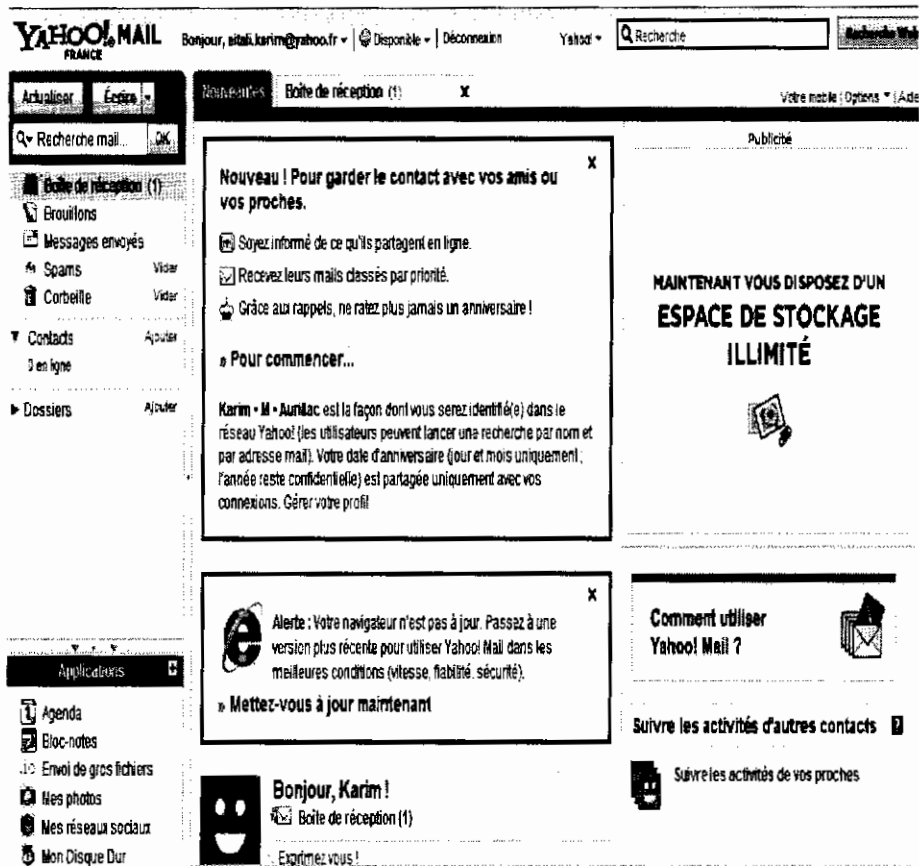 YAHOO! MAIL
FRANCE
Bonjour, aitali.karim@yahoo.fr
Disponible
Déconnexion
Yahoo!
Recherche
Recherche Web
Actualiser
Écrire
Recherche mail...
OK
Boîte de réception (1)
Brouillons
Messages envoyés
Spams Vider
Corbeille Vider
Contacts Ajouter
0 en ligne
Dossiers Ajouter
Applications
Agenda
Bloc-notes
Envoi de gros fichiers
Mes photos
Mes réseaux sociaux
Mon Disque Dur
Nouveautés
Boîte de réception (1) x
Votre mobile | Options | Aide
x
Nouveau ! Pour garder le contact avec vos amis ou
vos proches.
Soyez informé de ce qu'ils partagent en ligne.
Recevez leurs mails classés par priorité.
Grâce aux rappels, ne ratez plus jamais un anniversaire !
» Pour commencer...
Karim • M • Aurillac est la façon dont vous serez identifié(e) dans le
réseau Yahoo! (les utilisateurs peuvent lancer une recherche par nom et
par adresse mail). Votre date d'anniversaire (jour et mois uniquement ;
l'année reste confidentielle) est partagée uniquement avec vos
connexions. Gérer votre profil
x
Alerte : Votre navigateur n'est pas à jour. Passez à une
version plus récente pour utiliser Yahoo! Mail dans les
meilleures conditions (vitesse, fiabilité, sécurité).
» Mettez-vous à jour maintenant
Bonjour, Karim !
Boîte de réception (1)
Exprimez vous !
Publicité
MAINTENANT VOUS DISPOSEZ D'UN
ESPACE DE STOCKAGE
ILLIMITÉ
Comment utiliser
Yahoo! Mail ?
Suivre les activités d'autres contacts ?
Suivre les activités de vos proches